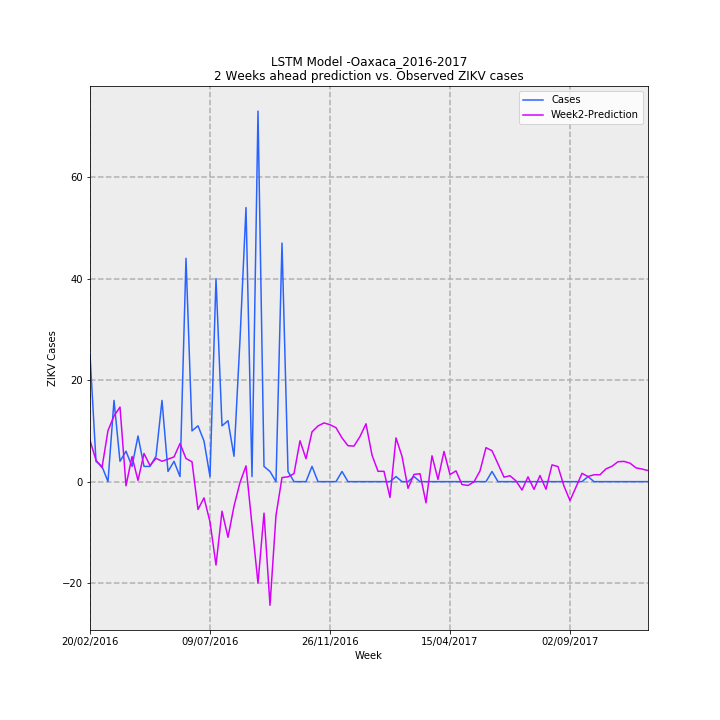 LSTM Model -Oaxaca_2016-2017
2 Weeks ahead prediction vs. Observed ZIKV cases
Cases
Week2-Prediction
60
40
20
0
−20
ZIKV Cases
20/02/2016
09/07/2016
26/11/2016
15/04/2017
02/09/2017
Week